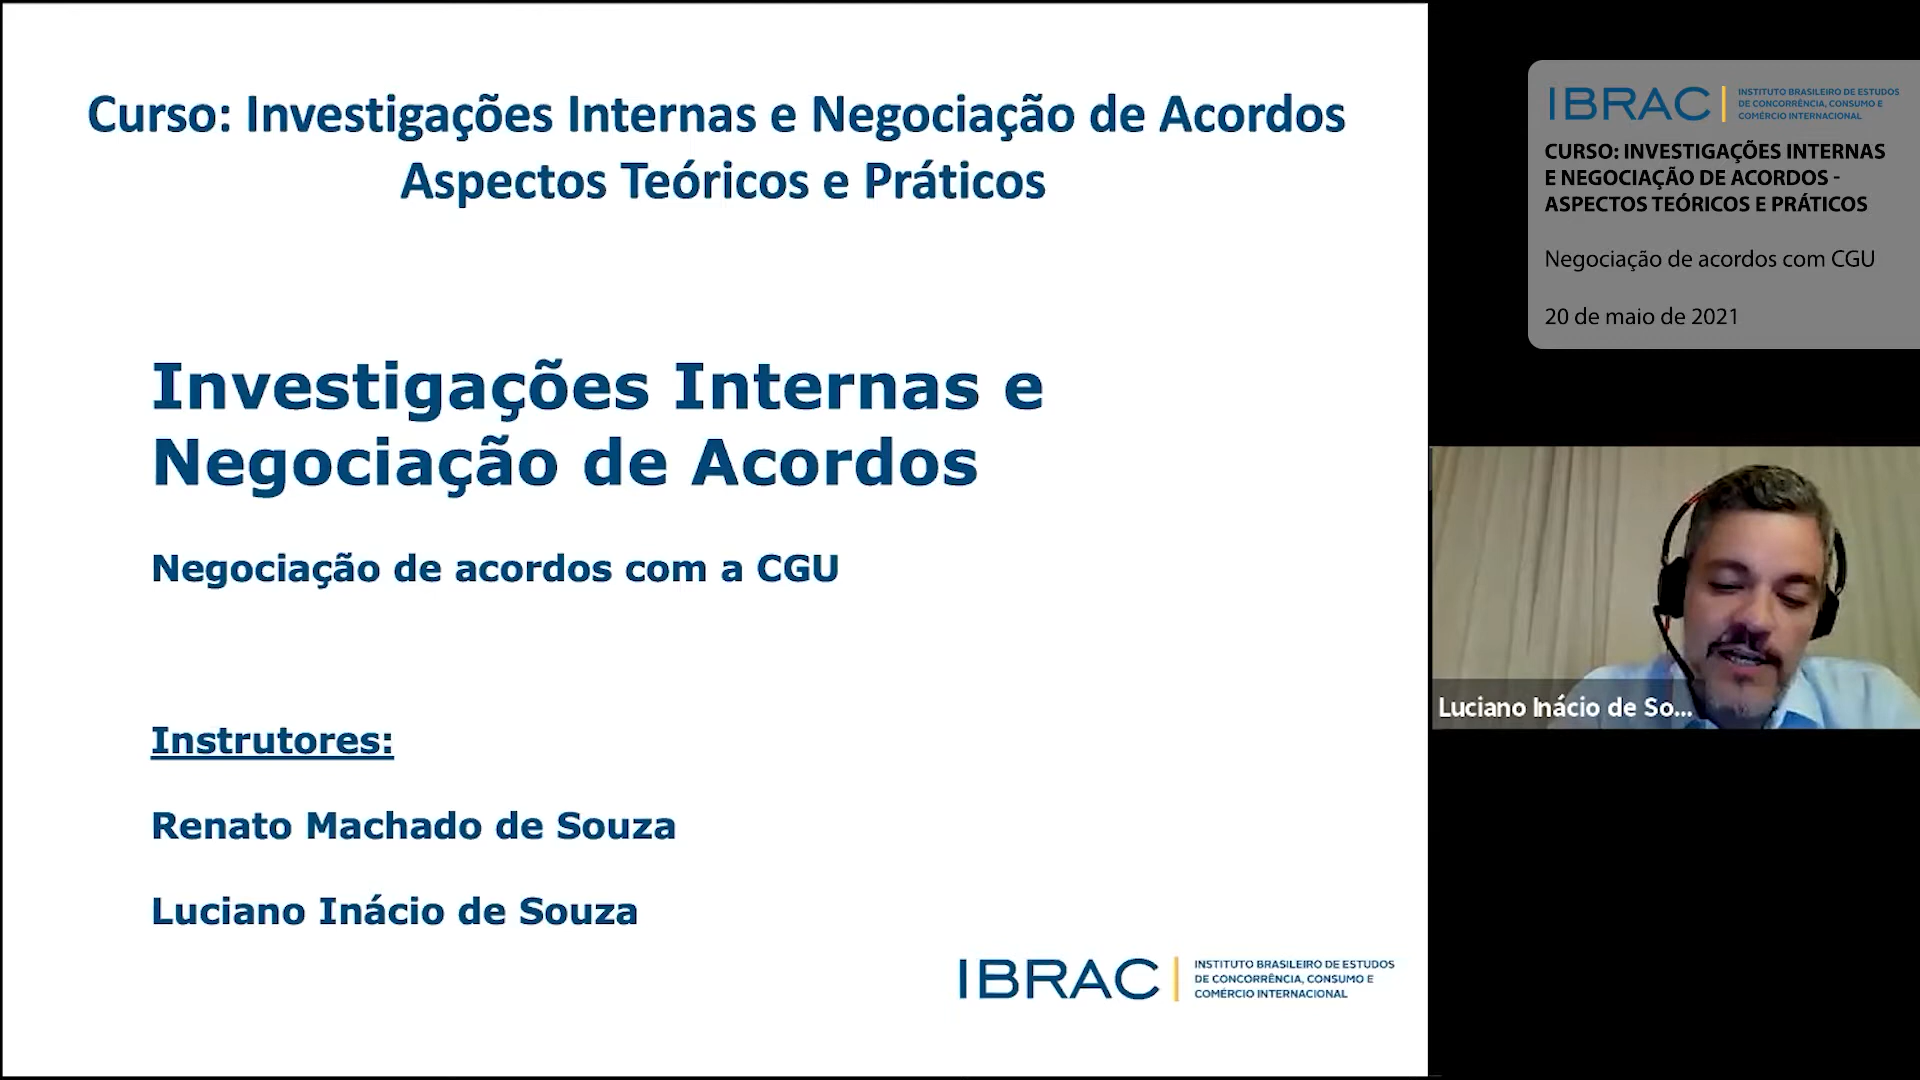 Curso: Investigações Internas e Negociação de Acordos
Aspectos Teóricos e Práticos
Investigações Internas e
Negociação de Acordos
Negociação de acordos com a CGU
Instrutores:
Renato Machado de Souza
Luciano Inácio de Souza
IBRAC
INSTITUTO BRASILEIRO DE ESTUDOS
DE CONCORRÊNCIA, CONSUMO E
COMÉRCIO INTERNACIONAL
IBRAC
INSTITUTO BRASILEIRO DE ESTUDOS
DE CONCORRÊNCIA, CONSUMO E
COMÉRCIO INTERNACIONAL
CURSO: INVESTIGAÇÕES INTERNAS
E NEGOCIAÇÃO DE ACORDOS -
ASPECTOS TEÓRICOS E PRÁTICOS
Negociação de acordos com CGU
20 de maio de 2021
Luciano Inácio de So...